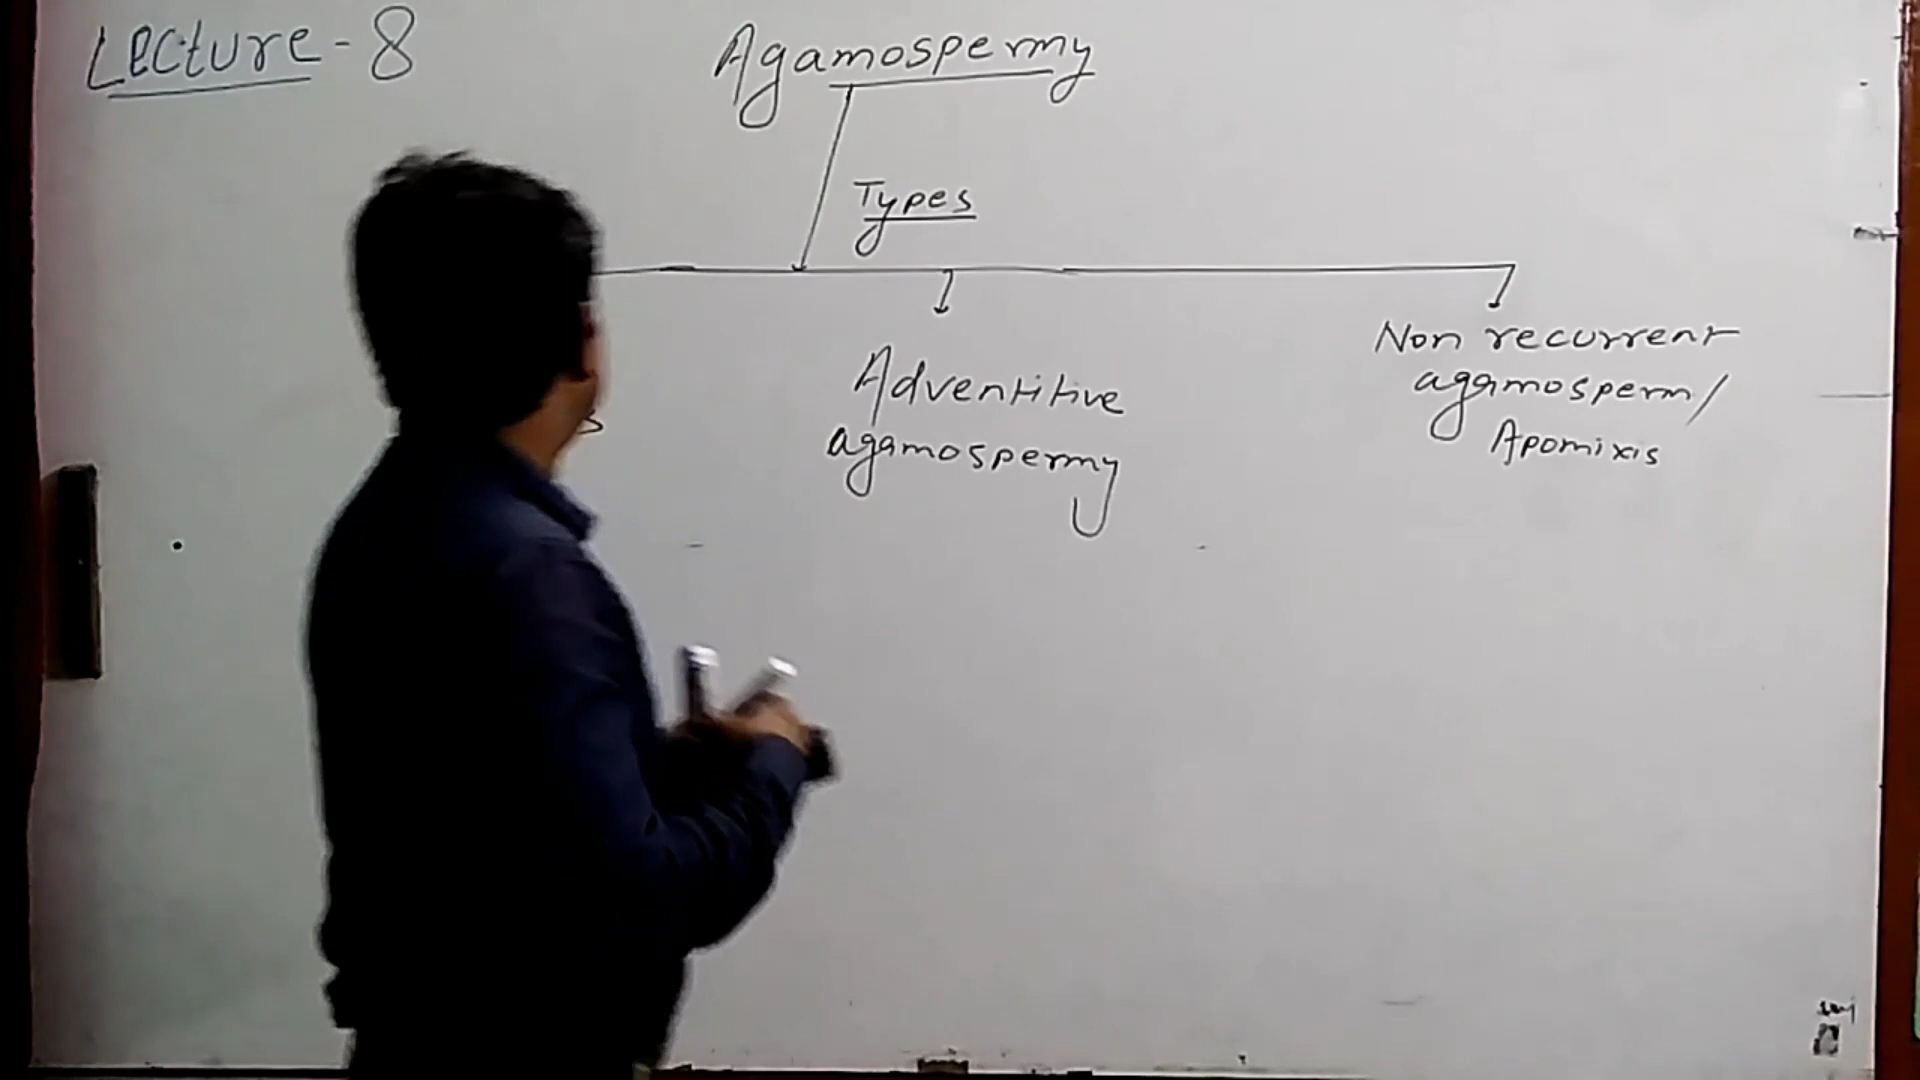 Lecture - 8
Agamospermy
Types
Adventitive
agamospermy
Non recurrent
agamosperm/
Apomixis